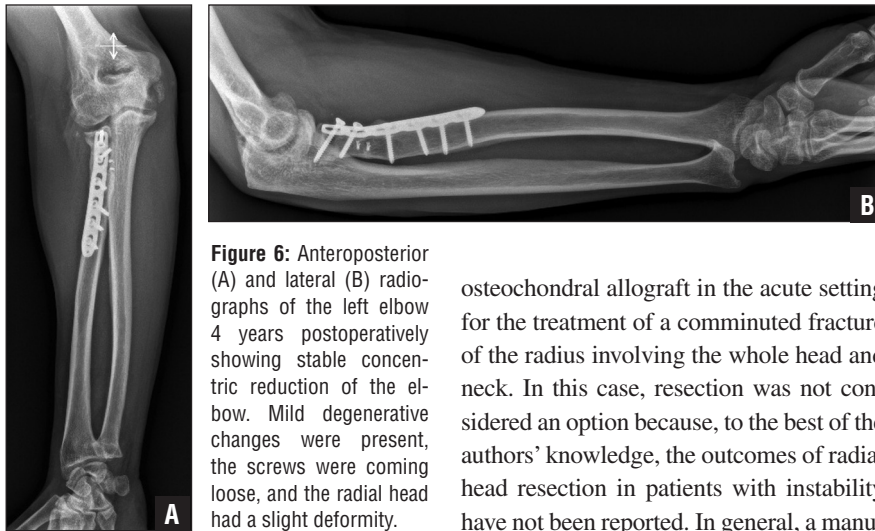 A
B
Figure 6: Anteroposterior
(A) and lateral (B) radio-
graphs of the left elbow
4 years postoperatively
showing stable concen-
tric reduction of the el-
bow. Mild degenerative
changes were present,
the screws were coming
loose, and the radial head
had a slight deformity.
osteochondral allograft in the acute setting
for the treatment of a comminuted fracture
of the radius involving the whole head and
neck. In this case, resection was not con
sidered an option because, to the best of the
authors' knowledge, the outcomes of radia
head resection in patients with instability
have not been reported. In general, a manu